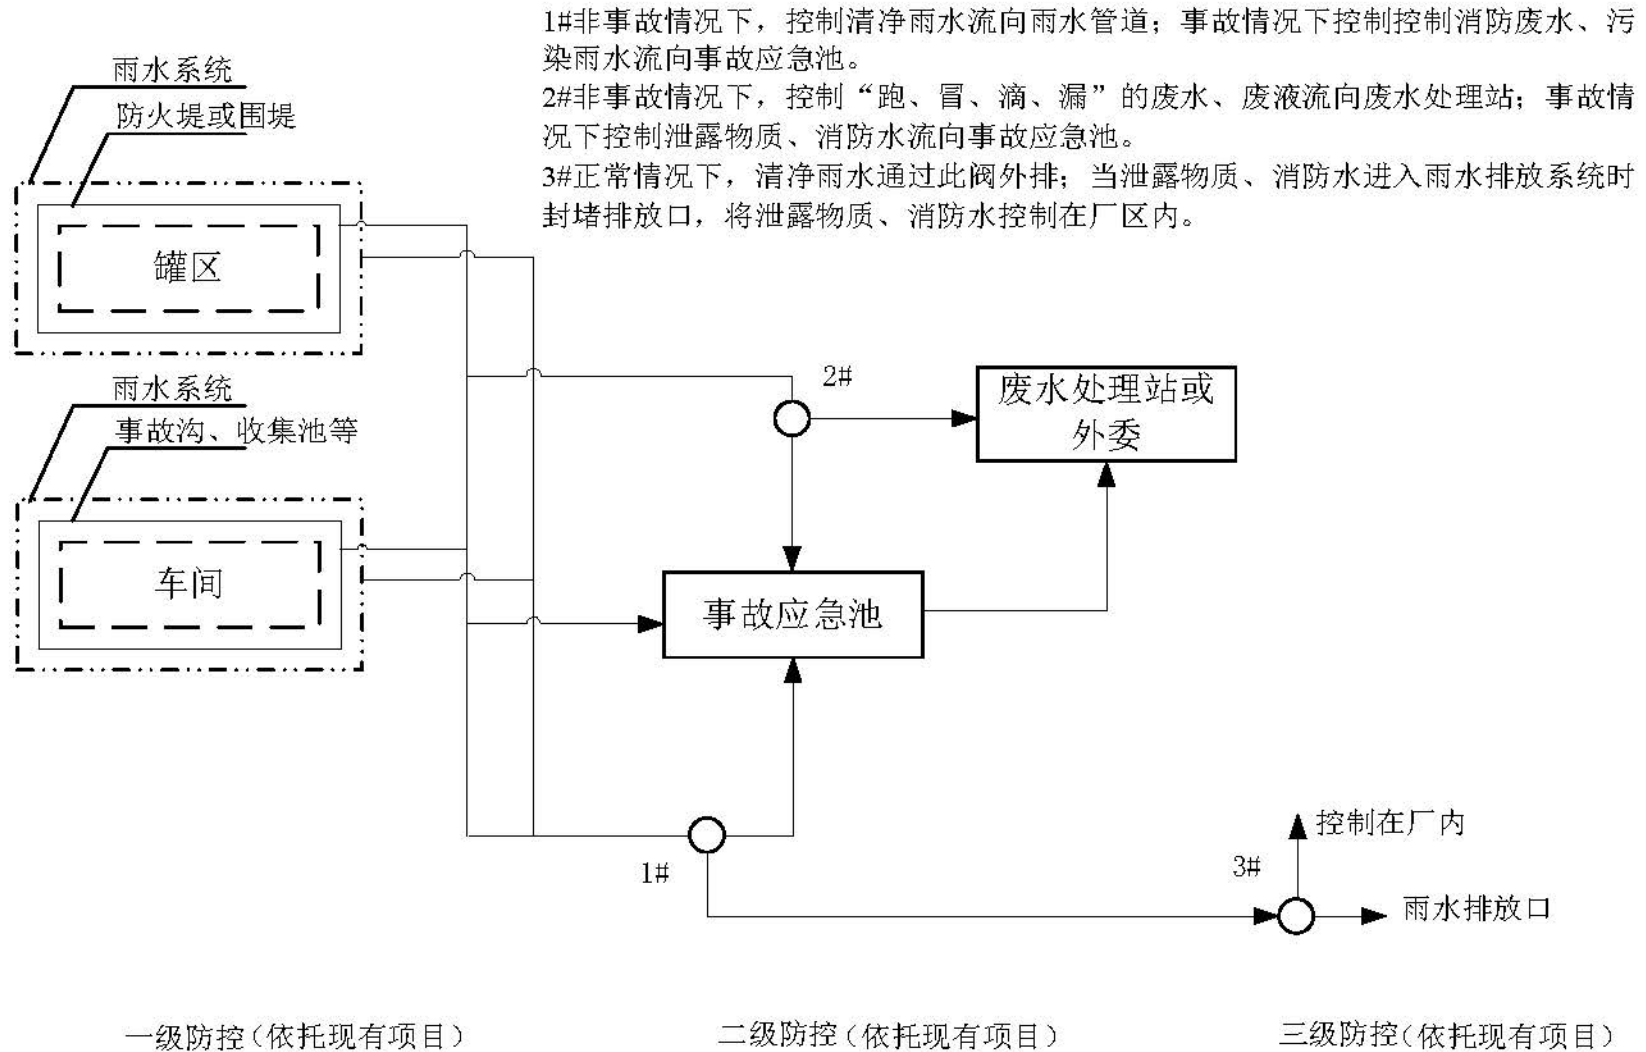 1#非事故情况下，控制清净雨水流向雨水管道；事故情况下控制控制消防废水、污
染雨水流向事故应急池。
2#非事故情况下，控制“跑、冒、滴、漏”的废水、废液流向废水处理站；事故情
况下控制泄露物质、消防水流向事故应急池。
3#正常情况下，清净雨水通过此阀外排；当泄露物质、消防水进入雨水排放系统时
封堵排放口，将泄露物质、消防水控制在厂区内。
雨水系统
防火堤或围堤
罐区
雨水系统
事故沟、收集池等
车间
2#
废水处理站或
外委
事故应急池
1#
控制在厂内
3#
雨水排放口
一级防控（依托现有项目）
二级防控（依托现有项目）
三级防控（依托现有项目）